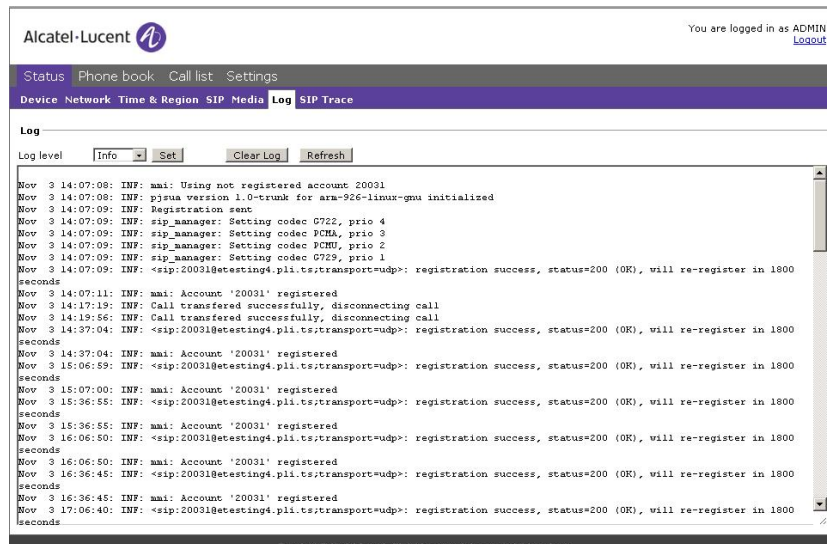 Alcatel·Lucent
You are logged in as ADMIN
Logout
Status Phone book Call list Settings
Device Network Time & Region SIP Media Log SIP Trace
Log
Log level Info Set Clear Log Refresh
Nov 3 14:07:08: INF: mmi: Using not registered account 20031
Nov 3 14:07:08: INF: pjsua version 1.0-trunk for arm-926-linux-gnu initialized
Nov 3 14:07:09: INF: Registration sent
Nov 3 14:07:09: INF: sip_manager: Setting codec G722, prio 4
Nov 3 14:07:09: INF: sip_manager: Setting codec PCMA, prio 3
Nov 3 14:07:09: INF: sip_manager: Setting codec PCMU, prio 2
Nov 3 14:07:09: INF: sip_manager: Setting codec G729, prio 1
Nov 3 14:07:09: INF: <sip:20031@etesting4.pli.ts;transport=udp>: registration success, status=200 (OK), will re-register in 1800
seconds
Nov 3 14:07:11: INF: mmi: Account '20031' registered
Nov 3 14:17:19: INF: Call transfered successfully, disconnecting call
Nov 3 14:19:56: INF: Call transfered successfully, disconnecting call
Nov 3 14:37:04: INF: <sip:20031@etesting4.pli.ts;transport=udp>: registration success, status=200 (OK), will re-register in 1800
seconds
Nov 3 14:37:04: INF: mmi: Account '20031' registered
Nov 3 15:06:59: INF: <sip:20031@etesting4.pli.ts;transport=udp>: registration success, status=200 (OK), will re-register in 1800
seconds
Nov 3 15:07:00: INF: mmi: Account '20031' registered
Nov 3 15:36:55: INF: <sip:20031@etesting4.pli.ts;transport=udp>: registration success, status=200 (OK), will re-register in 1800
seconds
Nov 3 15:36:55: INF: mmi: Account '20031' registered
Nov 3 16:06:50: INF: <sip:20031@etesting4.pli.ts;transport=udp>: registration success, status=200 (OK), will re-register in 1800
seconds
Nov 3 16:06:50: INF: mmi: Account '20031' registered
Nov 3 16:36:45: INF: <sip:20031@etesting4.pli.ts;transport=udp>: registration success, status=200 (OK), will re-register in 1800
seconds
Nov 3 16:36:45: INF: mmi: Account '20031' registered
Nov 3 17:06:40: INF: <sip:20031@etesting4.pli.ts;transport=udp>: registration success, status=200 (OK), will re-register in 1800
seconds